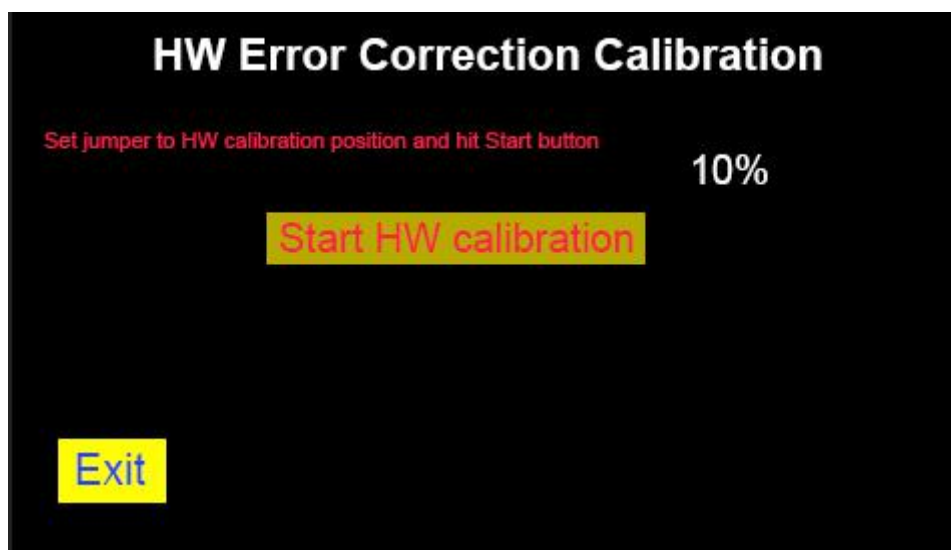 HW Error Correction Calibration
Set jumper to HW calibration position and hit Start button
10%
Start HW calibration
Exit